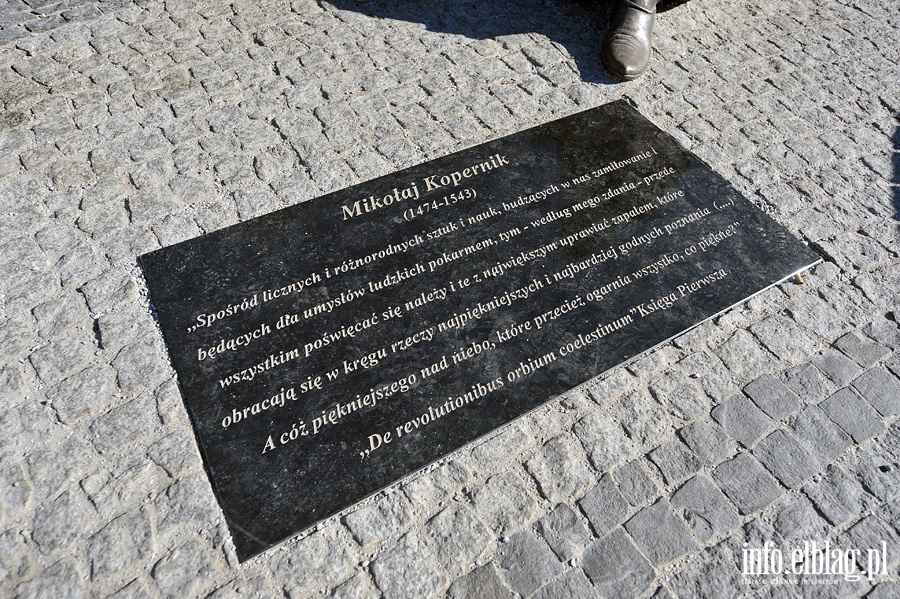 Mikołaj Kopernik
(1474-1543)
„Spośród licznych i różnorodnych sztuk i nauk, budzących w nas zamiłowanie i
będących dla umysłów ludzkich pokarmem, tym - według mego zdania - przede
wszystkim poświęcać się należy i te z największym uprawiać zapałem, które
obracają się w kręgu rzeczy najpiękniejszych i najbardziej godnych poznania (....)
A cóż piękniejszego nad niebo, które przecież ogarnia wszystko, co piękne?"
„De revolutionibus orbium coelestinum" Księga Pierwsza
info.elblag.pl
ELBLĄSKI DZIENNIK INTERNETOWY